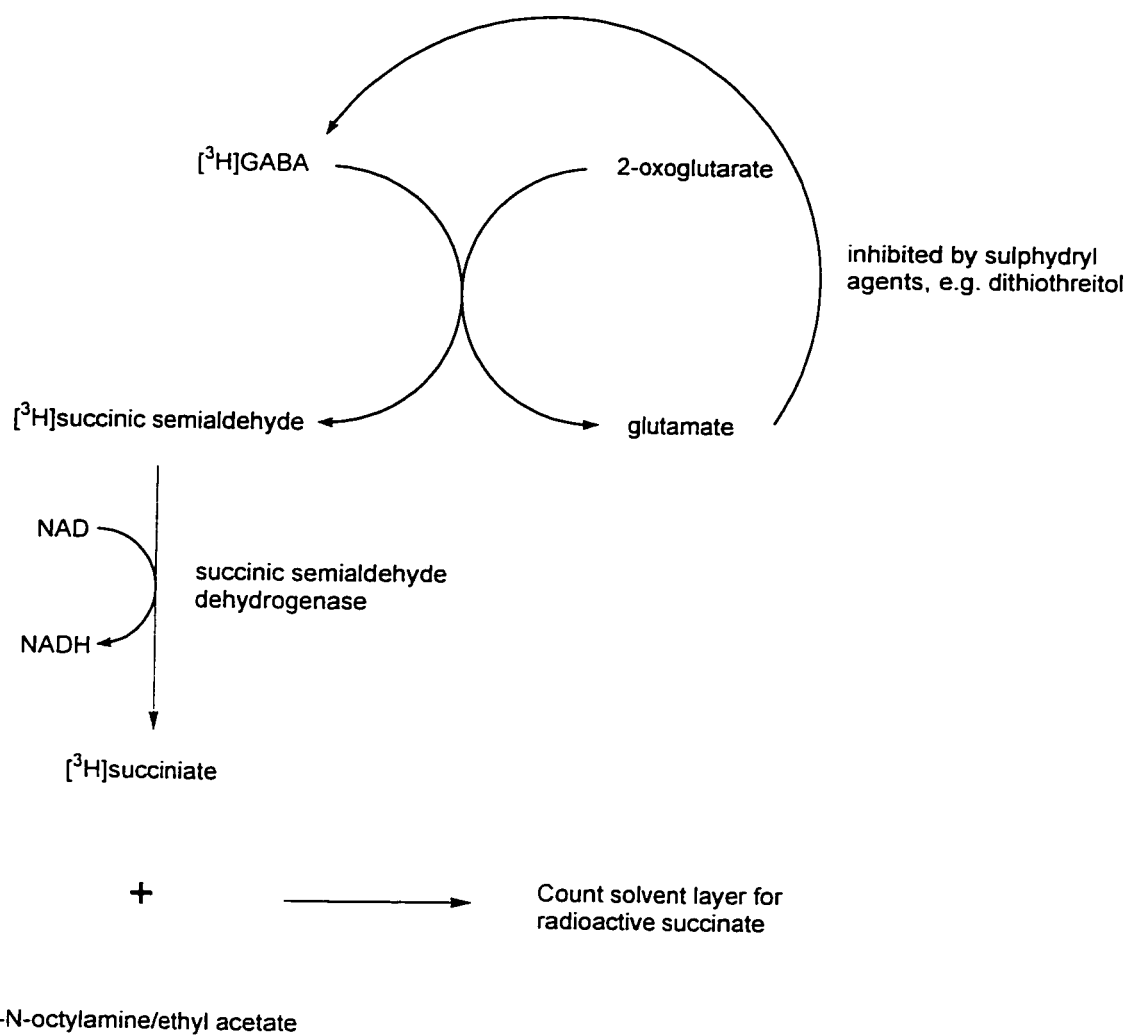 [³H]GABA
2-oxoglutarate
inhibited by sulphydryl
agents, e.g. dithiothreitol
[³H]succinic semialdehyde
glutamate
NAD
succinic semialdehyde
dehydrogenase
NADH
[³H]succiniate
+
Count solvent layer for
radioactive succinate
-N-octylamine/ethyl acetate